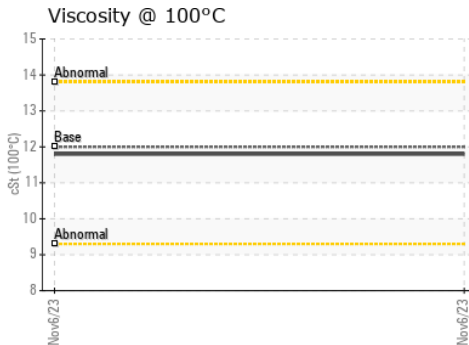 Viscosity @ 100°C
15
14
13
12
11
10
9
8
cSt (100°C)
Abnormal
Base
Abnormal
Nov6/23
Nov6/23